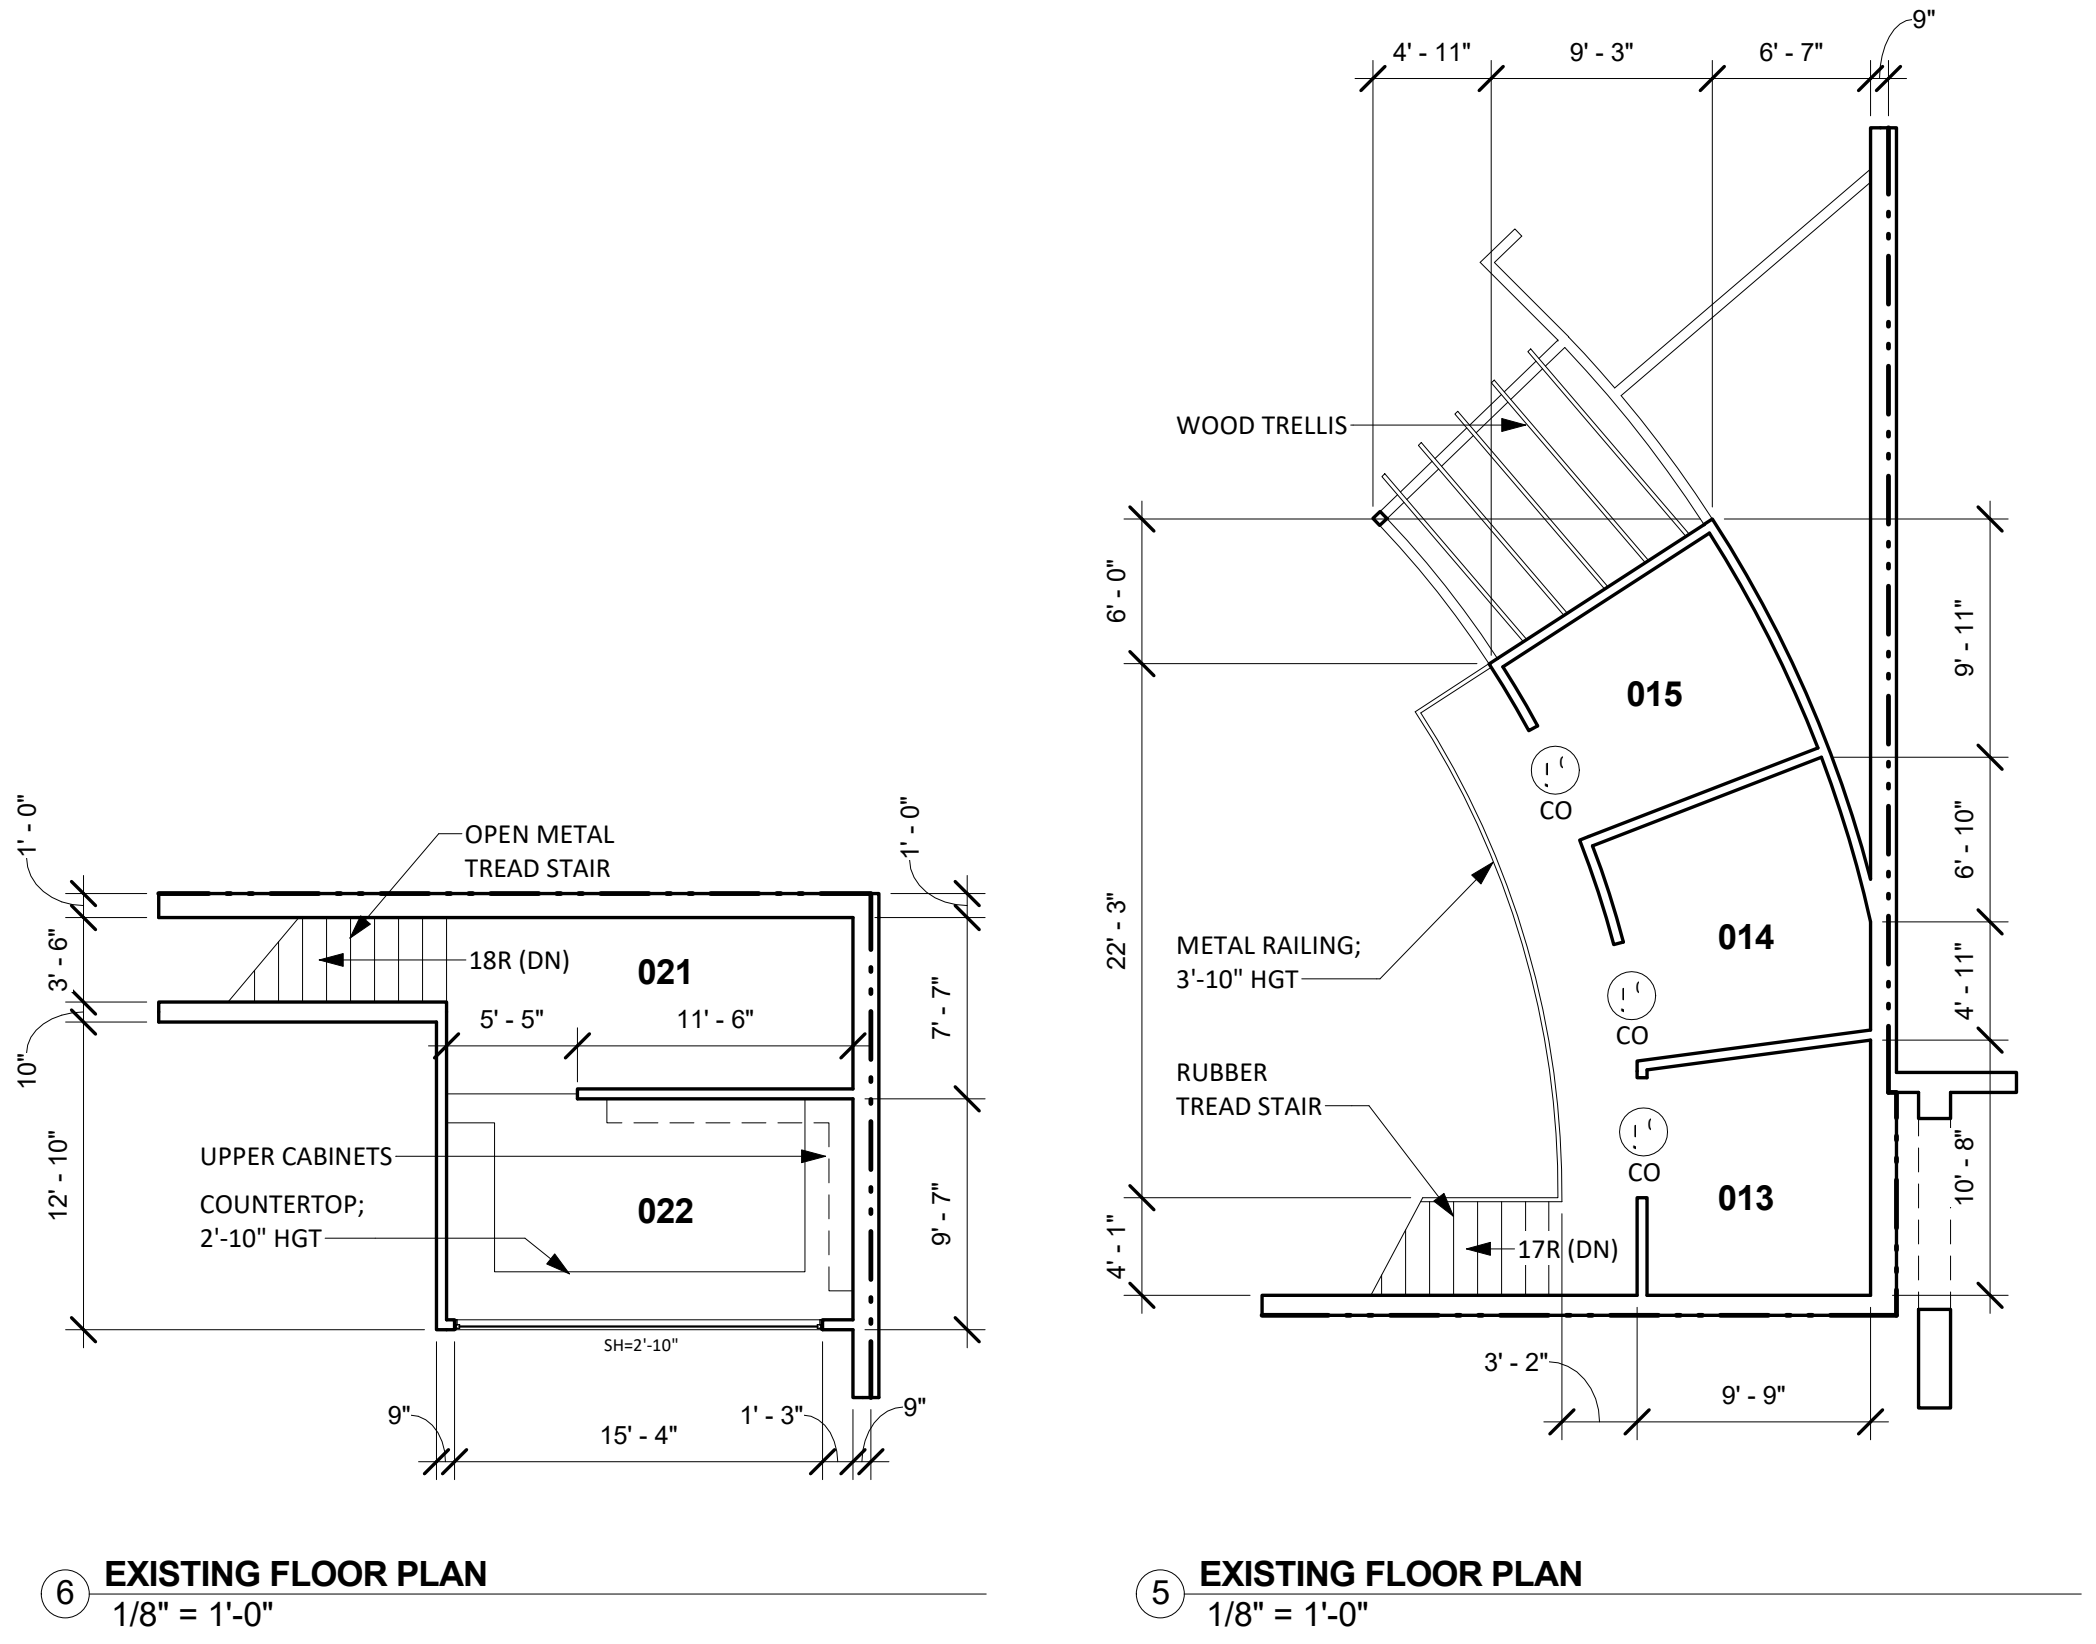 9"
4' - 11"
9' - 3"
6' - 7"
WOOD TRELLIS
6' - 0"
9' - 11"
015
CO
1' - 0"
OPEN METAL
TREAD STAIR
1' - 0"
6' - 10"
3' - 6"
18R (DN)
021
22' - 3"
METAL RAILING;
3'-10" HGT
014
CO
4' - 11"
10"
5' - 5"
11' - 6"
7' - 7"
RUBBER
TREAD STAIR
CO
12' - 10"
UPPER CABINETS
COUNTERTOP;
2'-10" HGT
022
9' - 7"
013
10' - 8"
4' - 1"
17R (DN)
SH=2'-10"
3' - 2"
9' - 9"
9"
15' - 4"
1' - 3"
9"
6
EXISTING FLOOR PLAN
1/8" = 1'-0"
5
EXISTING FLOOR PLAN
1/8" = 1'-0"